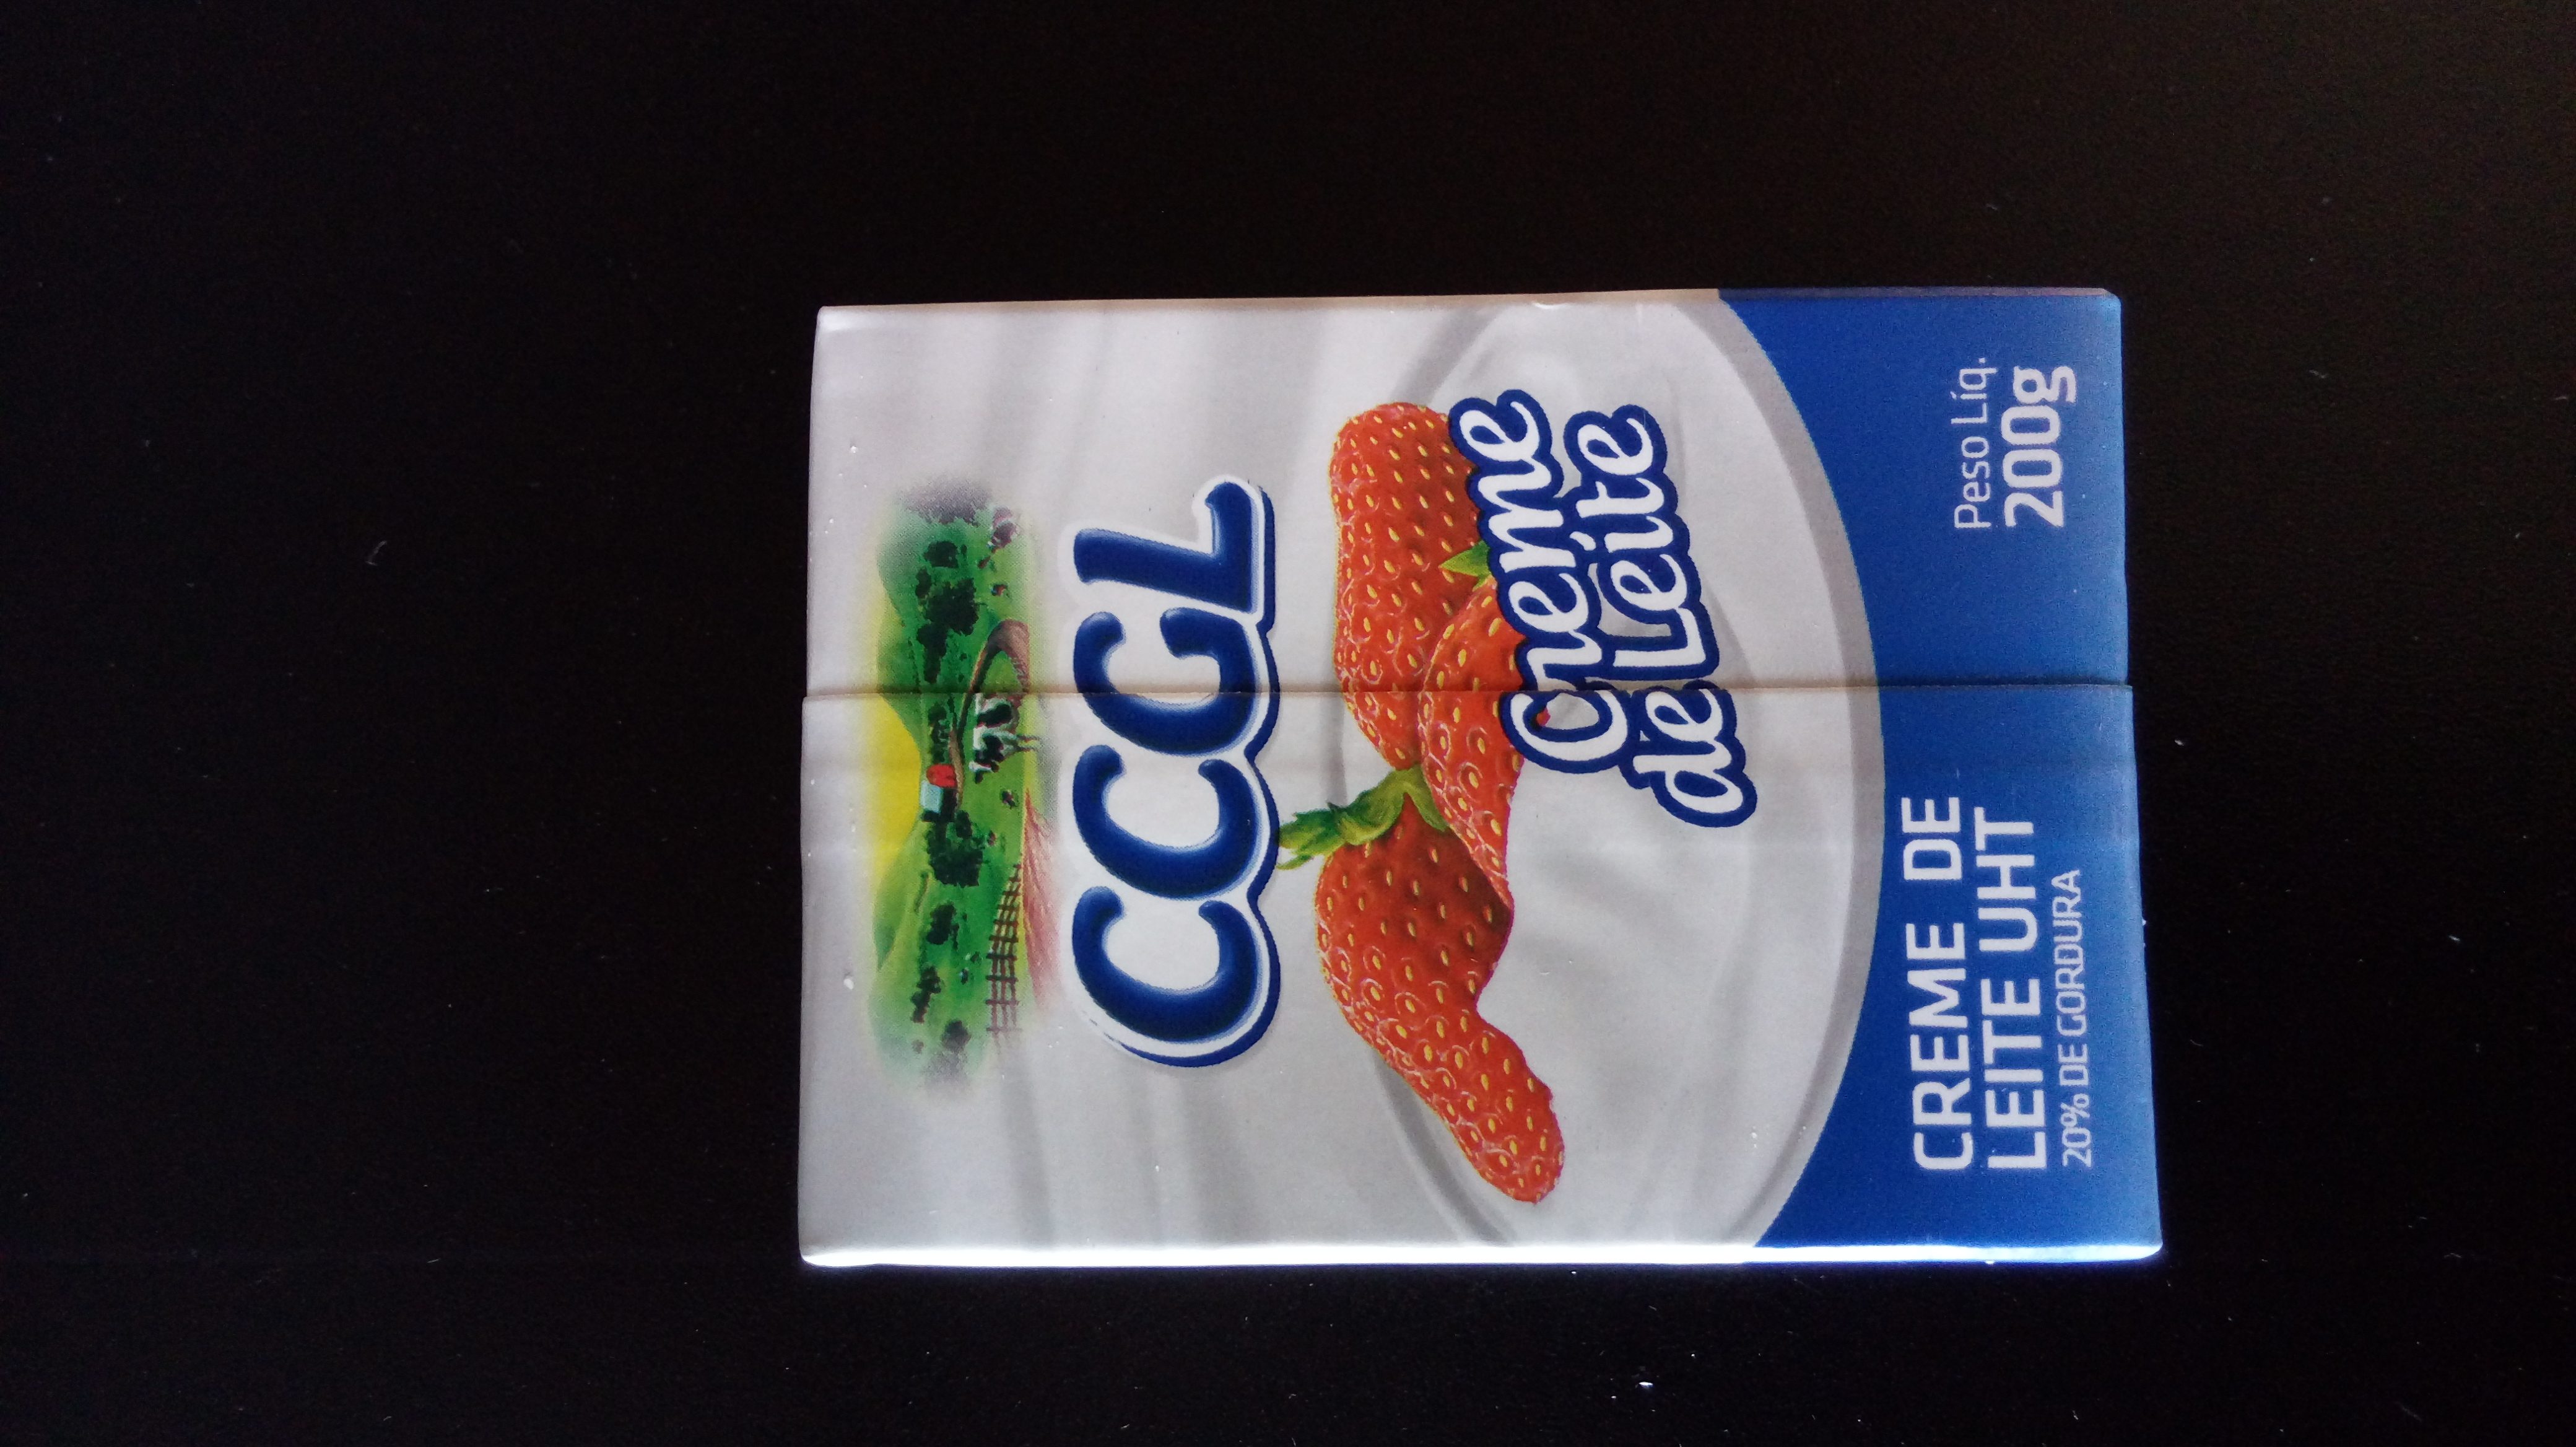 CCGL
Creme
de Leite
CREME DE
LEITE UHT
20% DE GORDURA
Peso Líq.
200g